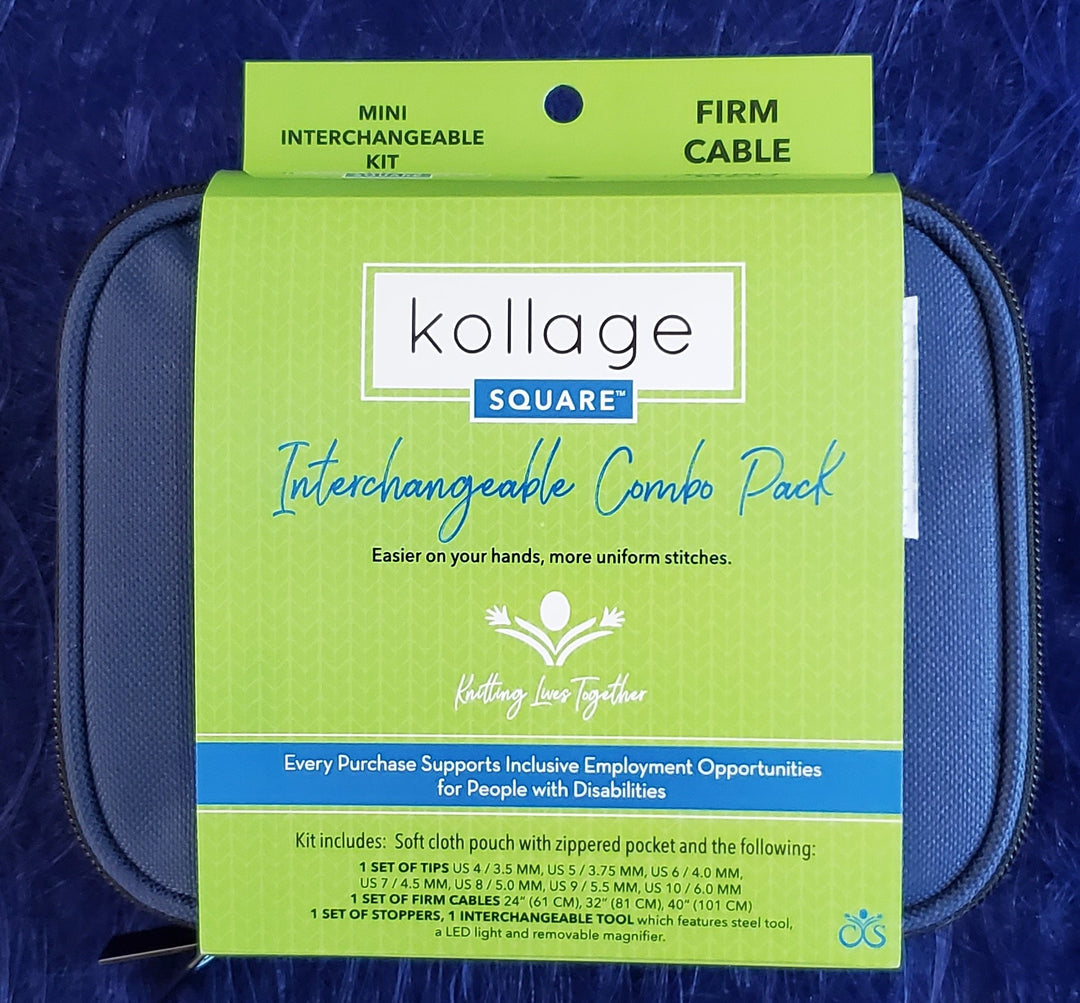 MINI
INTERCHANGEABLE
KIT
FIRM
CABLE
kollage
SQUARE™
Interchangeable Combo Pack
Easier on your hands, more uniform stitches.
Knitting Lives Together
Every Purchase Supports Inclusive Employment Opportunities
for People with Disabilities
Kit includes: Soft cloth pouch with zippered pocket and the following:
1 SET OF TIPS US 4 / 3.5 MM, US 5 / 3.75 MM, US 6 / 4.0 MM,
US 7 / 4.5 MM, US 8 / 5.0 MM, US 9 / 5.5 MM, US 10 / 6.0 MM
1 SET OF FIRM CABLES 24" (61 CM), 32" (81 CM), 40" (101 CM)
1 SET OF STOPPERS, 1 INTERCHANGEABLE TOOL which features steel tool,
a LED light and removable magnifier.